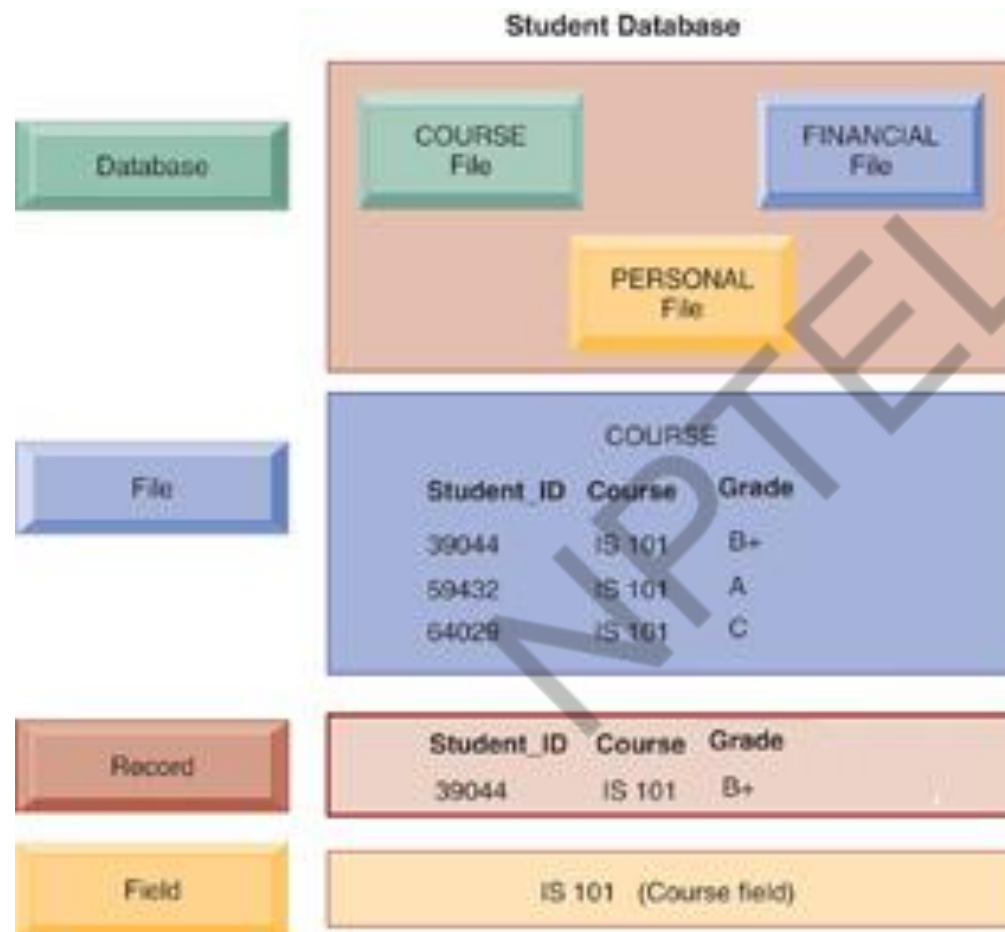 Student Database
Database
COURSE
File
FINANCIAL
File
PERSONAL
File
File
COURSE
Student_ID Course Grade
39044 IS 101 B+
59432 IS 101 A
64029 IS 101 C
Record
Student_ID Course Grade
39044 IS 101 B+
Field
IS 101 (Course field)
NPTEL